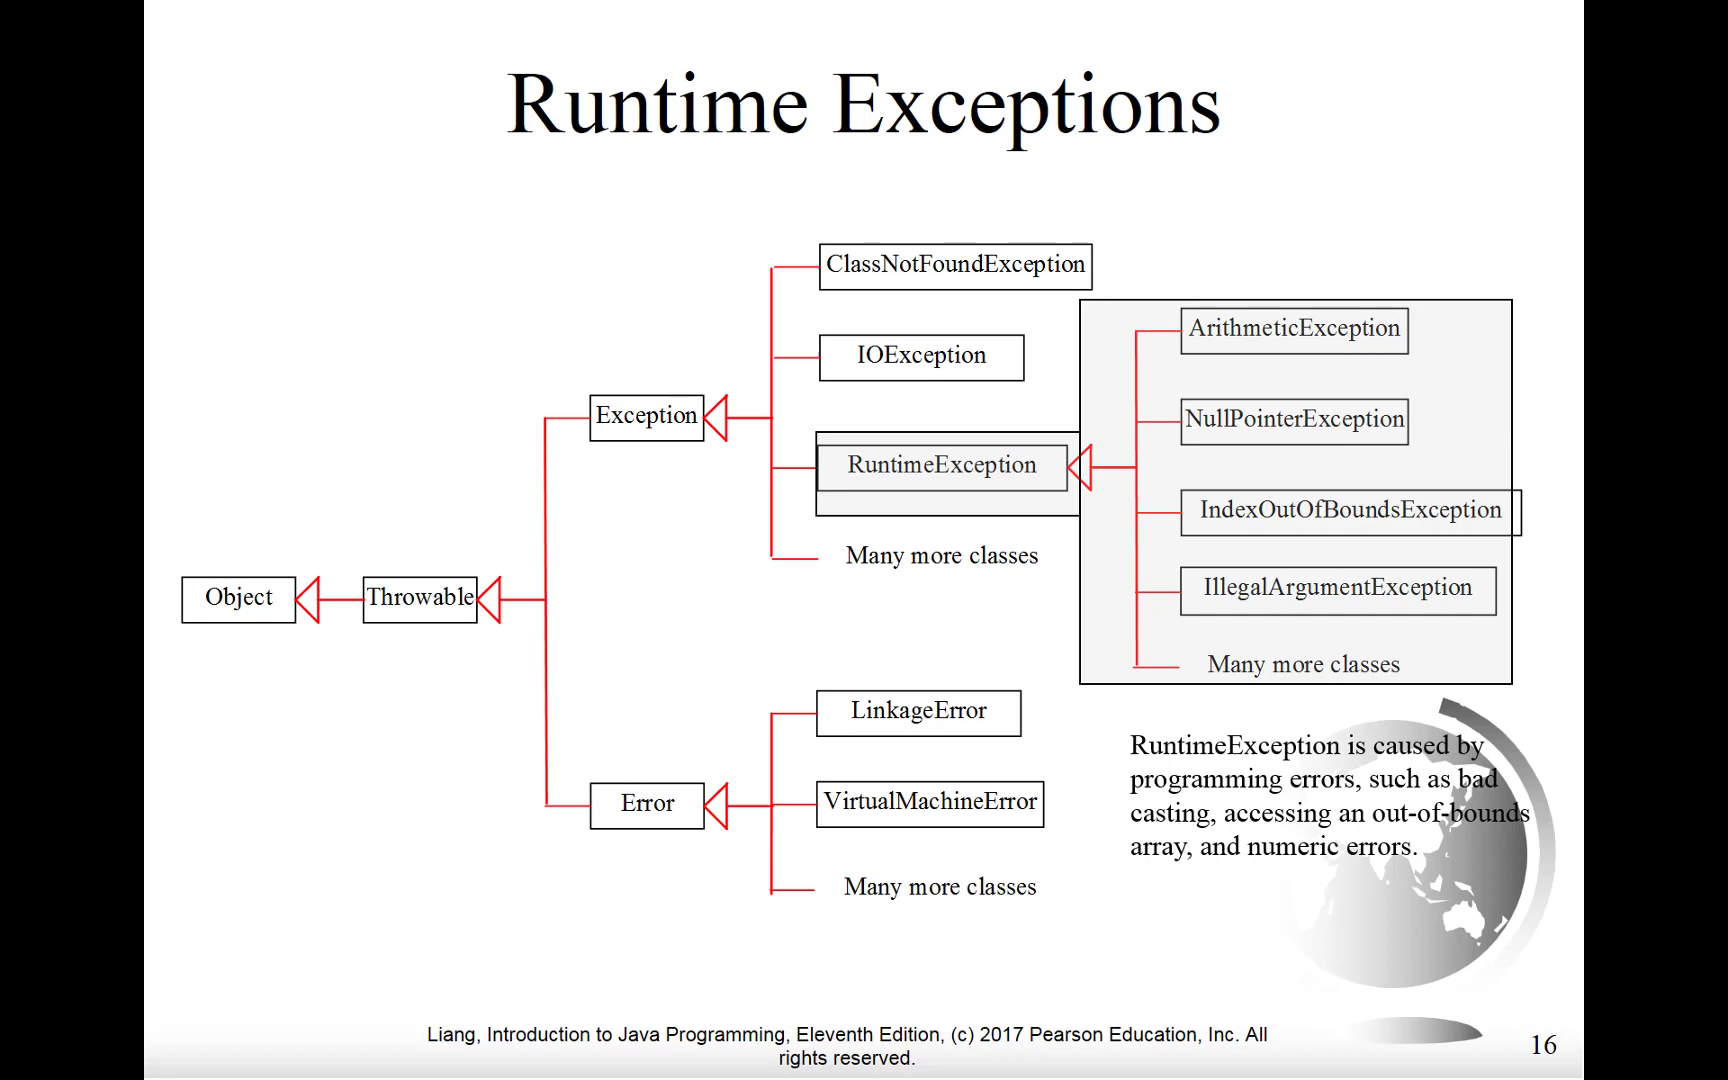 Runtime Exceptions
ClassNotFoundException
ArithmeticException
IOException
Exception
NullPointerException
RuntimeException
IndexOutOfBoundsException
Many more classes
Object
Throwable
IllegalArgumentException
Many more classes
LinkageError
RuntimeException is caused by
programming errors, such as bad
casting, accessing an out-of-bounds
array, and numeric errors.
Error
VirtualMachineError
Many more classes
Liang, Introduction to Java Programming, Eleventh Edition, (c) 2017 Pearson Education, Inc. All
rights reserved.
16